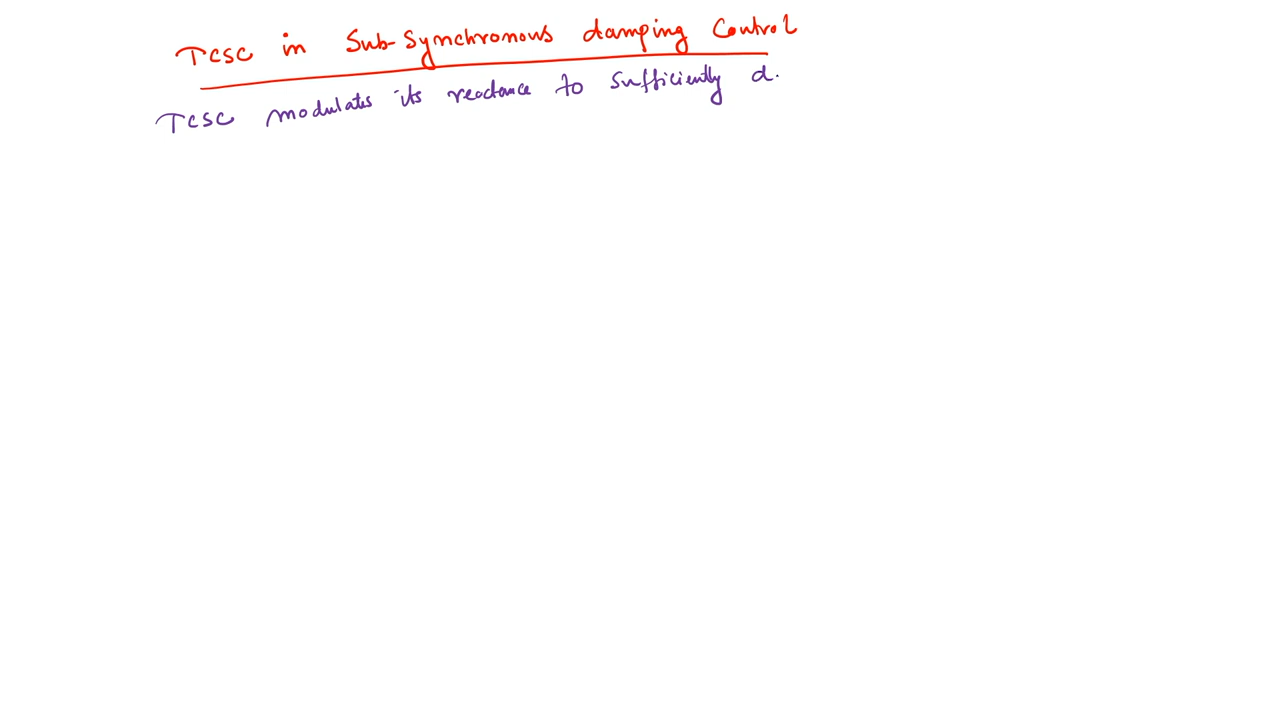 TCSC in Sub-Synchronous damping Control
TCSC modulates its reactance to sufficiently d.